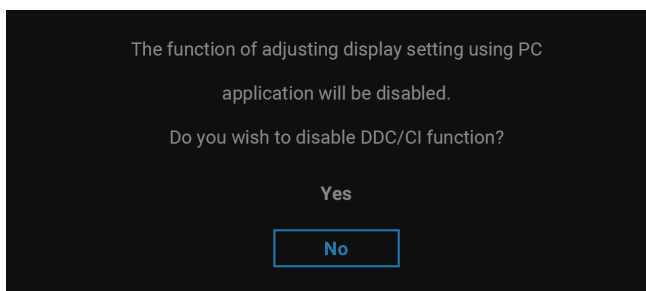 The function of adjusting display setting using PC
application will be disabled.
Do you wish to disable DDC/CI function?
Yes
No